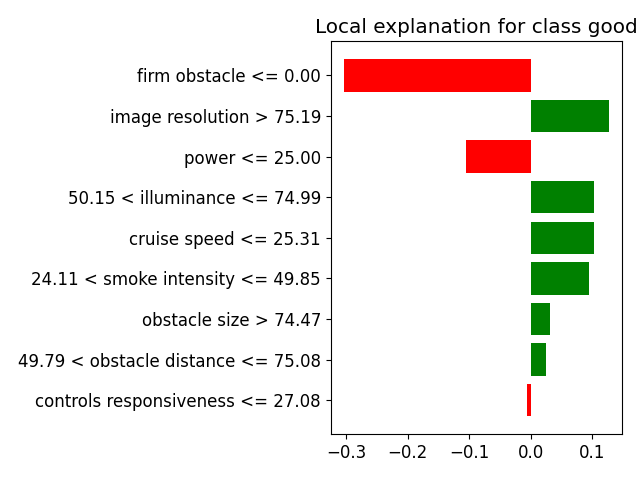 Local explanation for class good
firm obstacle <= 0.00
image resolution > 75.19
power <= 25.00
50.15 < illuminance <= 74.99
cruise speed <= 25.31
24.11 < smoke intensity <= 49.85
obstacle size > 74.47
49.79 < obstacle distance <= 75.08
controls responsiveness <= 27.08
−0.3 −0.2 −0.1 0.0 0.1